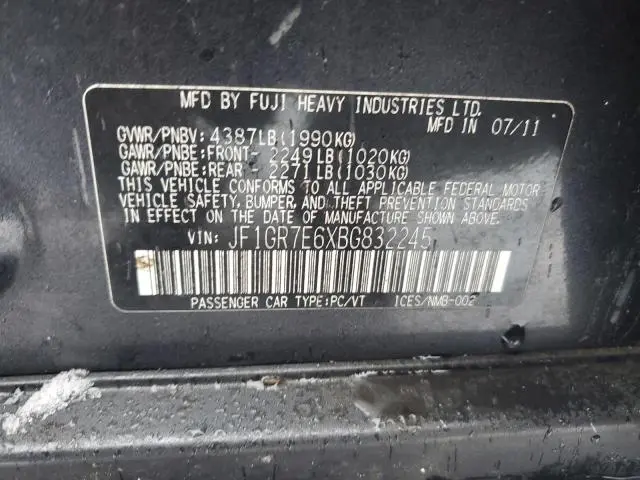 MFD BY FUJI HEAVY INDUSTRIES LTD.
MFD IN 07/11
GVWR/PNBV: 4387LB(1990KG)
GAWR/PNBE:FRONT- 2249LB(1020KG)
GAWR/PNBE:REAR - 2271LB(1030KG)
THIS VEHICLE CONFORMS TO ALL APPLICABLE FEDERAL MOTOR
VEHICLE SAFETY, BUMPER, AND THEFT PREVENTION STANDARDS
IN EFFECT ON THE DATE OF MANUFACTURE SHOWN ABOVE.
VIN: JF1GR7E6XBG832245
PASSENGER CAR TYPE:PC/VT ICES/NMB-002